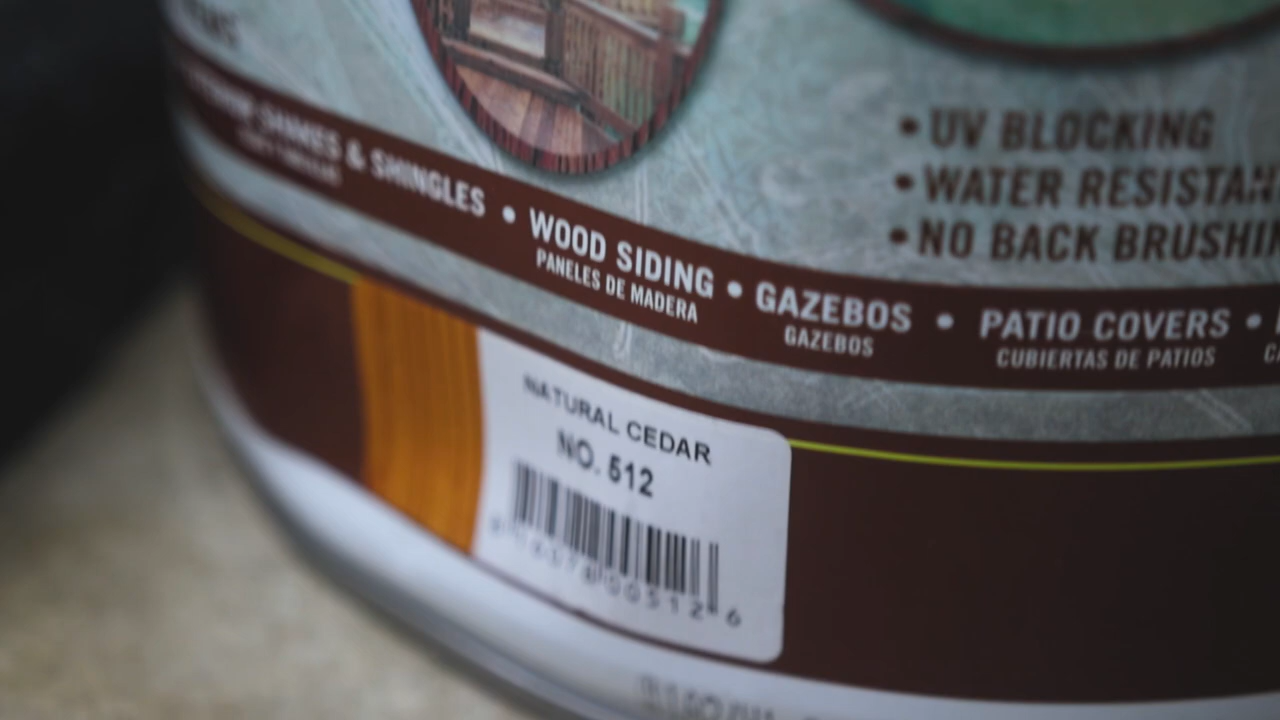 • UV BLOCKING
• WATER RESISTAN
• NO BACK BRUSHIN
SHAKES & SHINGLES • WOOD SIDING • GAZEBOS • PATIO COVERS •
PANELES DE MADERA GAZEBOS CUBIERTAS DE PATIOS
NATURAL CEDAR
NO. 512